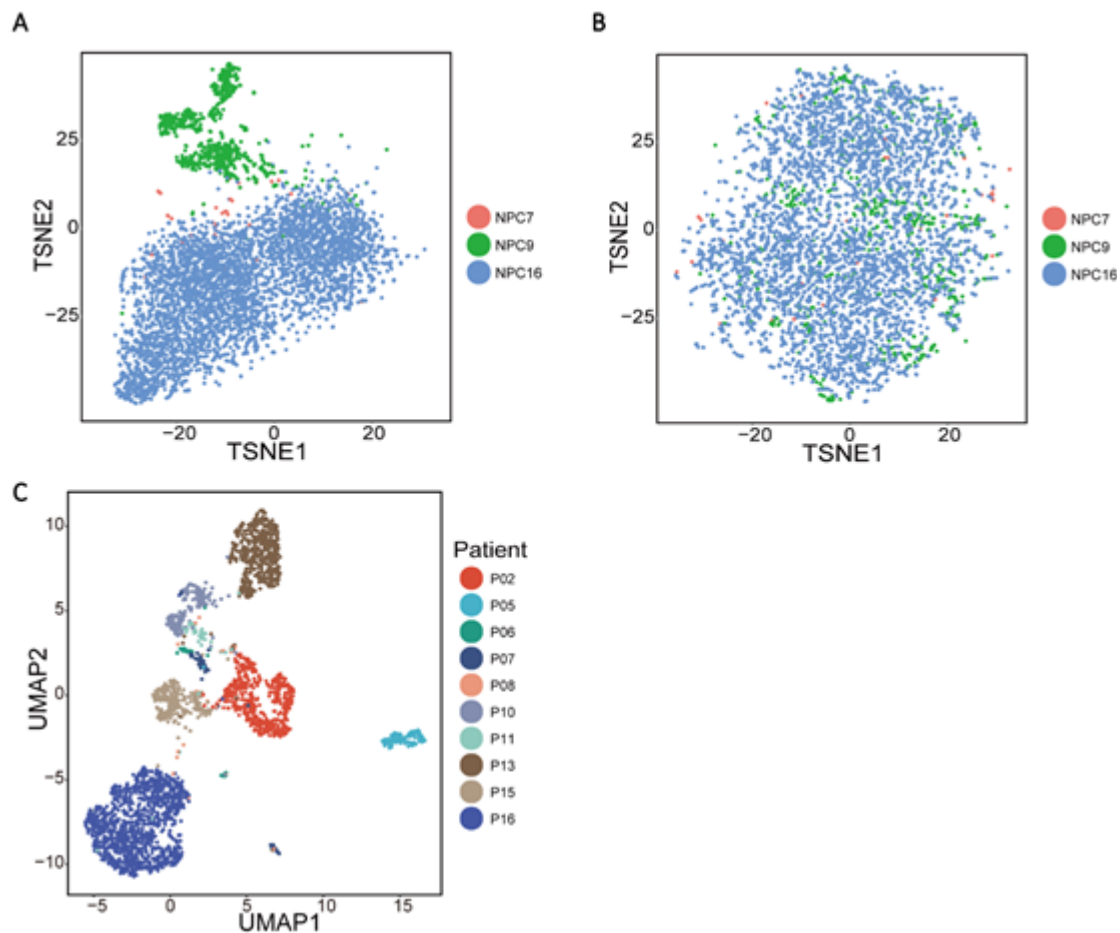 A
25
0
−25
TSNE2
−20
0
20
TSNE1
NPC7
NPC9
NPC16
B
25
0
−25
TSNE2
−20
0
20
TSNE1
NPC7
NPC9
NPC16
C
10
5
0
−5
−10
UMAP2
−5
0
5
10
15
UMAP1
Patient
P02
P05
P06
P07
P08
P10
P11
P13
P15
P16